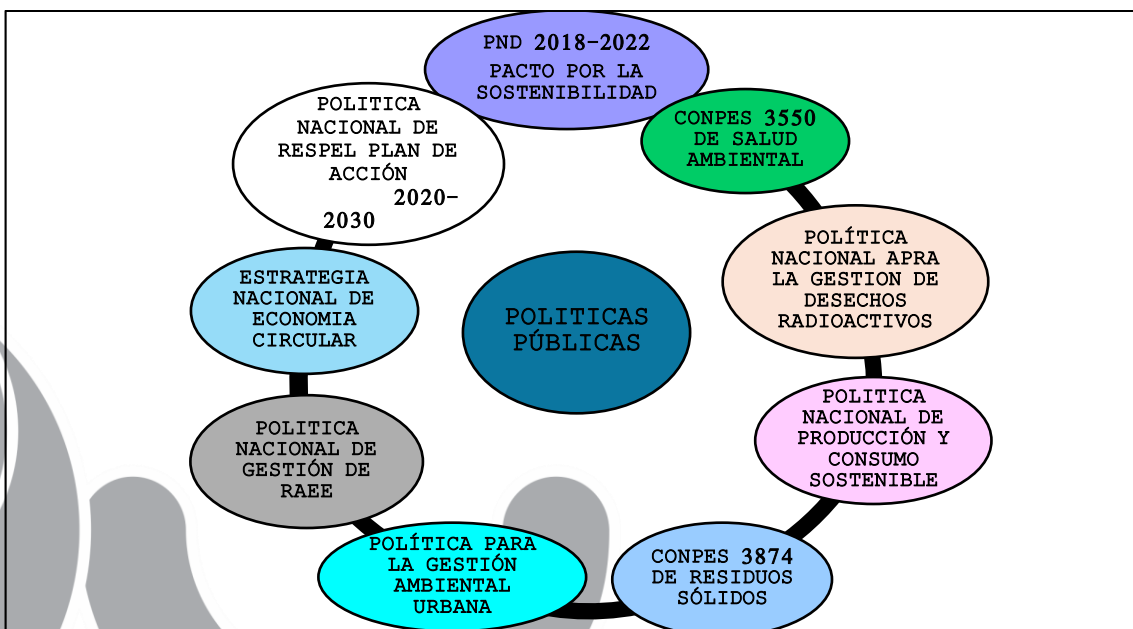 PND 2018-2022
PACTO POR LA
SOSTENIBILIDAD
CONPES 3550
DE SALUD
AMBIENTAL
POLÍTICA
NACIONAL APRA
LA GESTION DE
DESECHOS
RADIOACTIVOS
POLITICA
NACIONAL DE
PRODUCCIÓN Y
CONSUMO
SOSTENIBLE
CONPES 3874
DE RESIDUOS
SÓLIDOS
POLÍTICA PARA
LA GESTIÓN
AMBIENTAL
URBANA
POLITICA
NACIONAL DE
GESTIÓN DE
RAEE
ESTRATEGIA
NACIONAL DE
ECONOMIA
CIRCULAR
POLITICA
NACIONAL DE
RESPEL PLAN DE
ACCIÓN
2020-
2030
POLITICAS
PÚBLICAS